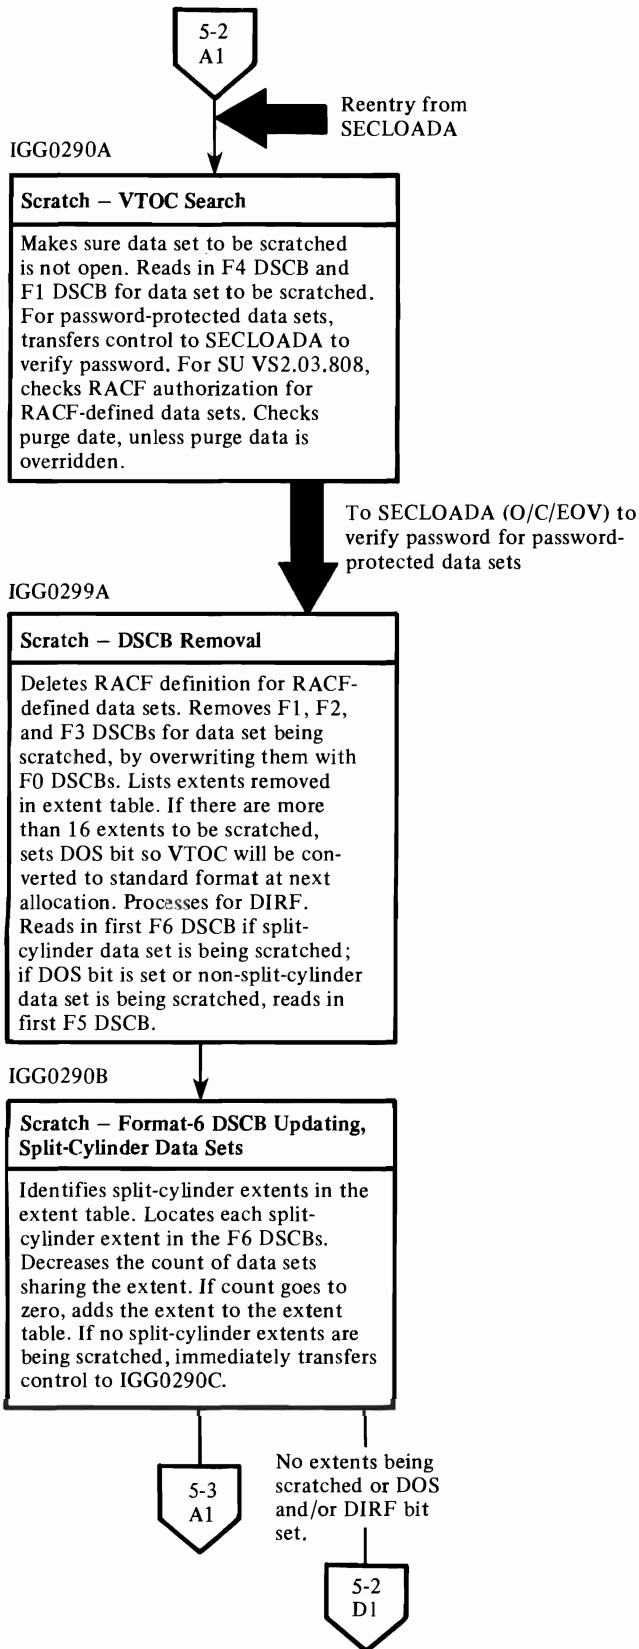 5-2
A1
Reentry from
SECLOADA
IGG0290A
Scratch – VTOC Search
Makes sure data set to be scratched
is not open. Reads in F4 DSCB and
F1 DSCB for data set to be scratched.
For password-protected data sets,
transfers control to SECLOADA to
verify password. For SU VS2.03.808,
checks RACF authorization for
RACF-defined data sets. Checks
purge date, unless purge data is
overridden.
To SECLOADA (O/C/EOV) to
verify password for password-
protected data sets
IGG0299A
Scratch – DSCB Removal
Deletes RACF definition for RACF-
defined data sets. Removes F1, F2,
and F3 DSCBs for data set being
scratched, by overwriting them with
F0 DSCBs. Lists extents removed
in extent table. If there are more
than 16 extents to be scratched,
sets DOS bit so VTOC will be con-
verted to standard format at next
allocation. Processes for DIRF.
Reads in first F6 DSCB if split-
cylinder data set is being scratched;
if DOS bit is set or non-split-cylinder
data set is being scratched, reads in
first F5 DSCB.
IGG0290B
Scratch – Format-6 DSCB Updating,
Split-Cylinder Data Sets
Identifies split-cylinder extents in the
extent table. Locates each split-
cylinder extent in the F6 DSCBs.
Decreases the count of data sets
sharing the extent. If count goes to
zero, adds the extent to the extent
table. If no split-cylinder extents are
being scratched, immediately transfers
control to IGG0290C.
5-3
A1
No extents being
scratched or DOS
and/or DIRF bit
set.
5-2
D1